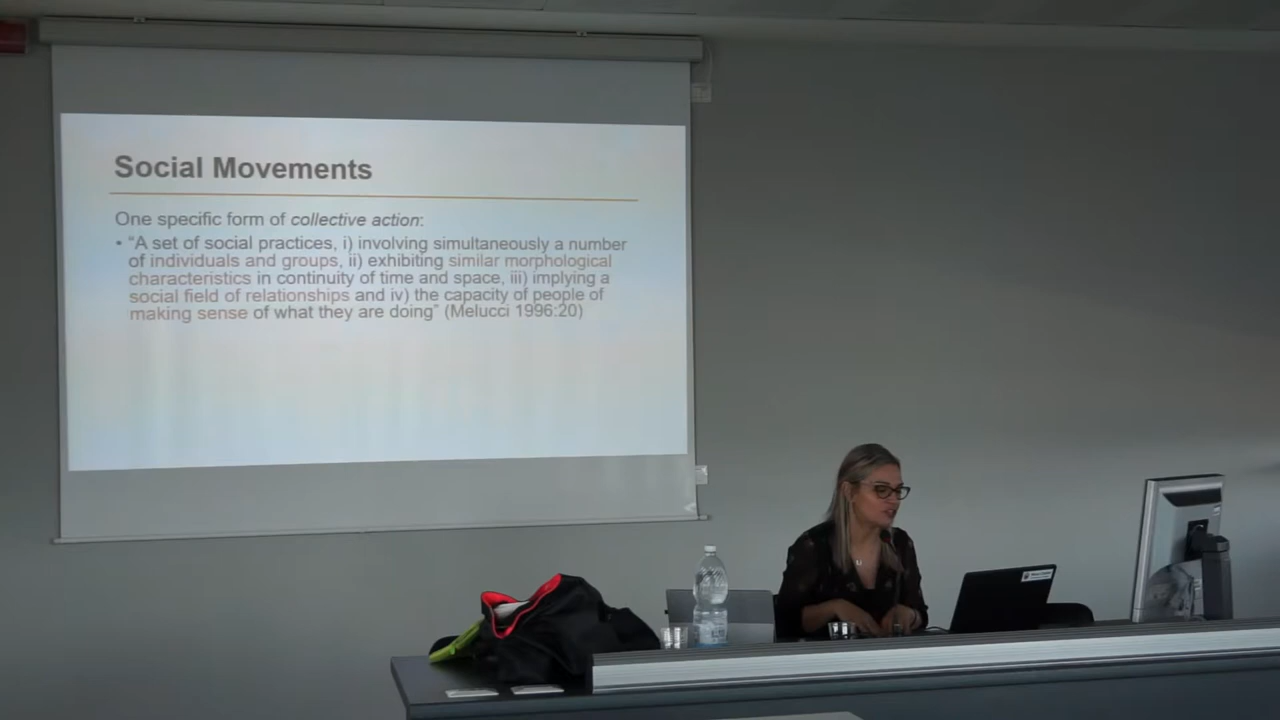 Social Movements
One specific form of collective action:
• “A set of social practices, i) involving simultaneously a number
of individuals and groups, ii) exhibiting similar morphological
characteristics in continuity of time and space, iii) implying a
social field of relationships and iv) the capacity of people of
making sense of what they are doing” (Melucci 1996:20)